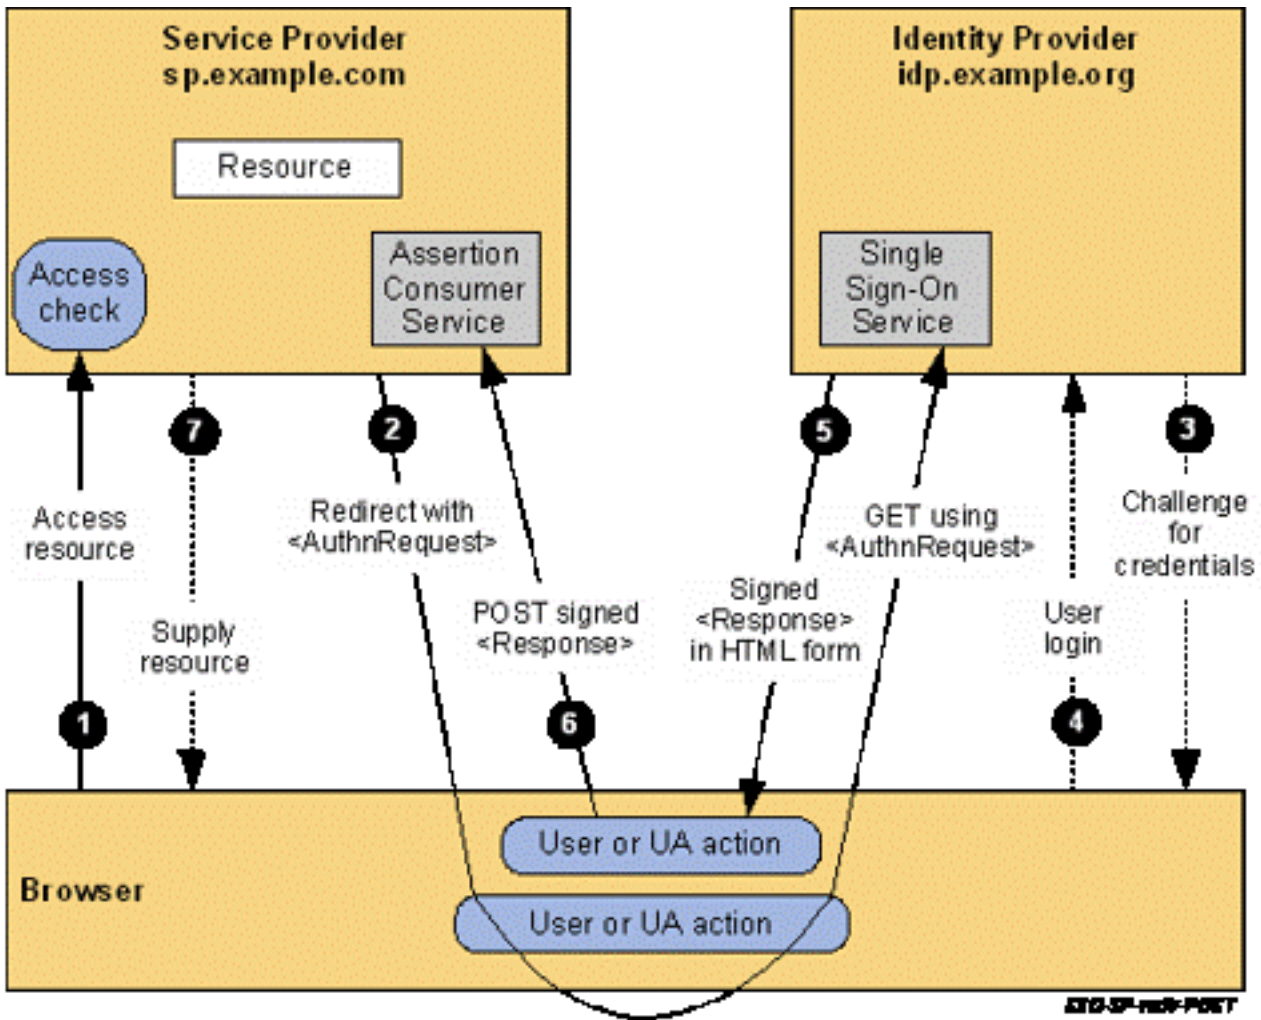 Service Provider
sp.example.com
Resource
Access
check
Assertion
Consumer
Service
Identity Provider
idp.example.org
Single
Sign-On
Service
7
2
5
3
Access
resource
Redirect with
<AuthnRequest>
GET using
<AuthnRequest>
Challenge
for
credentials
Supply
resource
POST signed
<Response>
Signed
<Response>
in HTML form
User
login
1
6
4
User or UA action
Browser
User or UA action